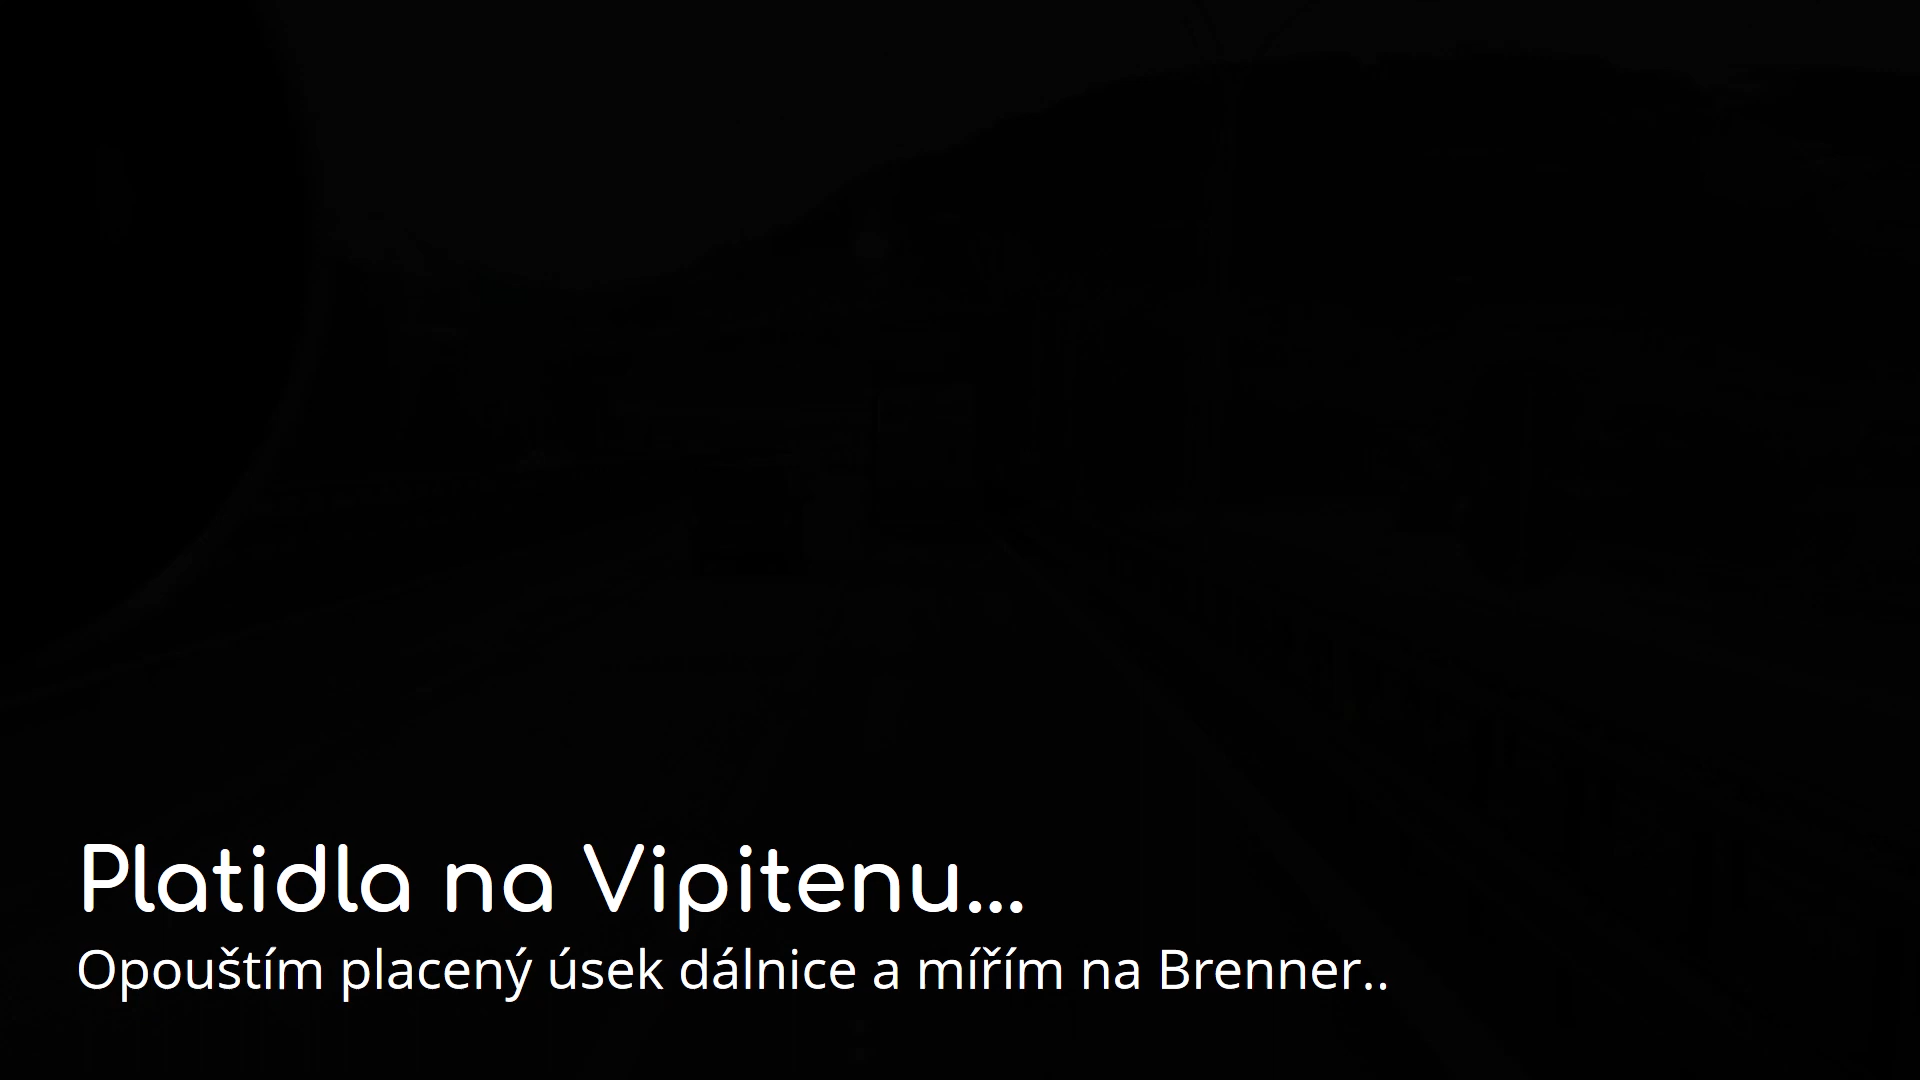 Platidla na Vipitenu...
Opouštím placený úsek dálnice a mířím na Brenner..